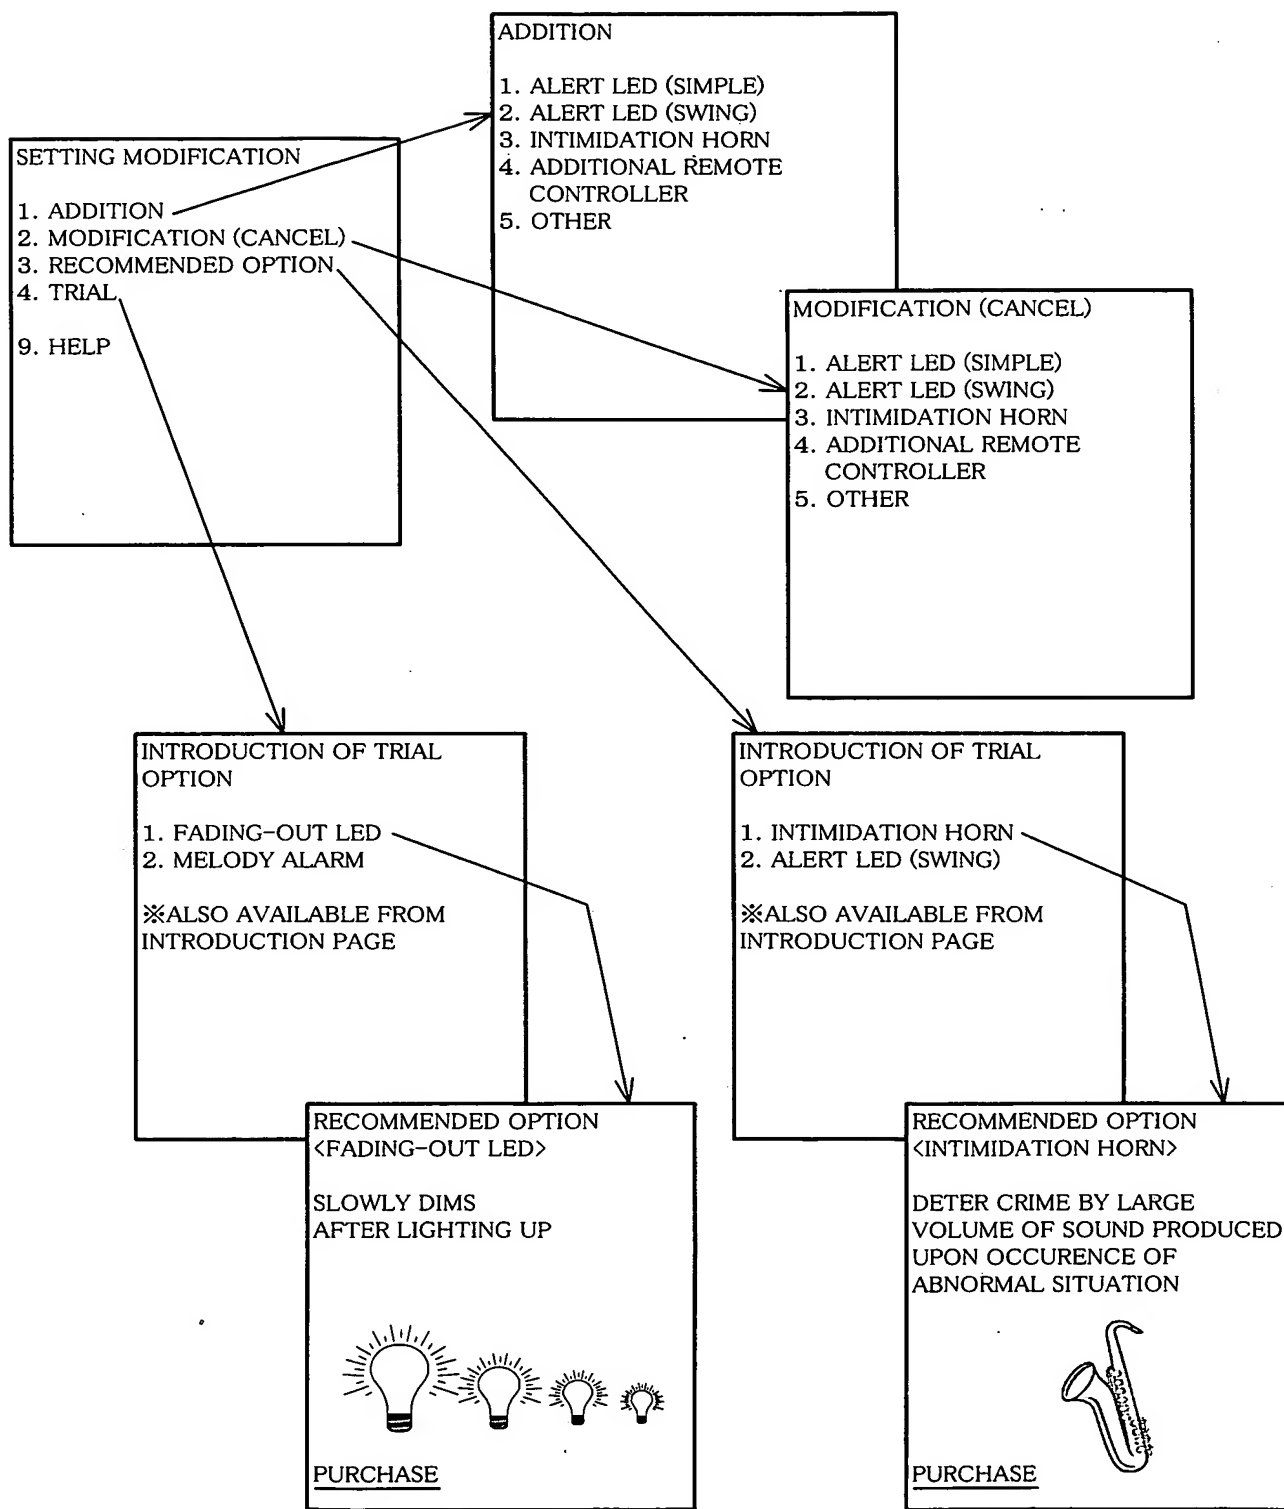 ADDITION
1. ALERT LED (SIMPLE)
2. ALERT LED (SWING)
3. INTIMIDATION HORN
4. ADDITIONAL REMOTE
CONTROLLER
5. OTHER
SETTING MODIFICATION
1. ADDITION
2. MODIFICATION (CANCEL)
3. RECOMMENDED OPTION
4. TRIAL
9. HELP
MODIFICATION (CANCEL)
1. ALERT LED (SIMPLE)
2. ALERT LED (SWING)
3. INTIMIDATION HORN
4. ADDITIONAL REMOTE
CONTROLLER
5. OTHER
INTRODUCTION OF TRIAL
OPTION
1. FADING-OUT LED
2. MELODY ALARM
※ALSO AVAILABLE FROM
INTRODUCTION PAGE
INTRODUCTION OF TRIAL
OPTION
1. INTIMIDATION HORN
2. ALERT LED (SWING)
※ALSO AVAILABLE FROM
INTRODUCTION PAGE
RECOMMENDED OPTION
<FADING-OUT LED>
SLOWLY DIMS
AFTER LIGHTING UP
PURCHASE
RECOMMENDED OPTION
<INTIMIDATION HORN>
DETER CRIME BY LARGE
VOLUME OF SOUND PRODUCED
UPON OCCURENCE OF
ABNORMAL SITUATION
PURCHASE